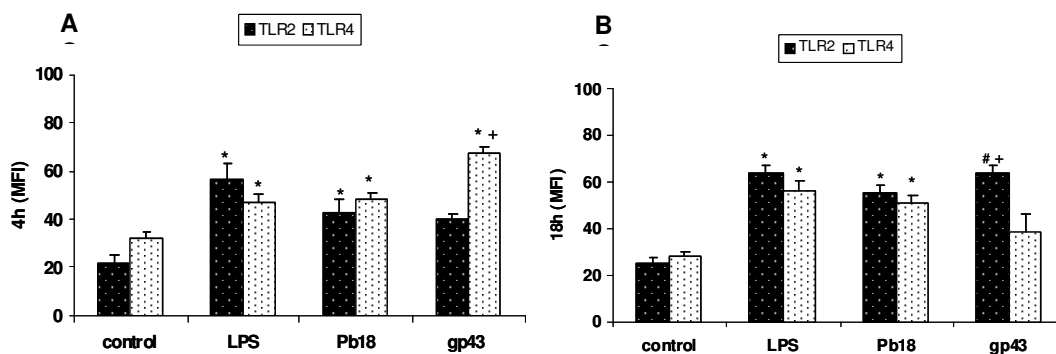 A
TLR2 TLR4
100
80
60
40
20
0
4h (MFI)
* * * * * +
control LPS Pb18 gp43
B
TLR2 TLR4
100
80
60
40
20
0
18h (MFI)
* * * * # +
control LPS Pb18 gp43